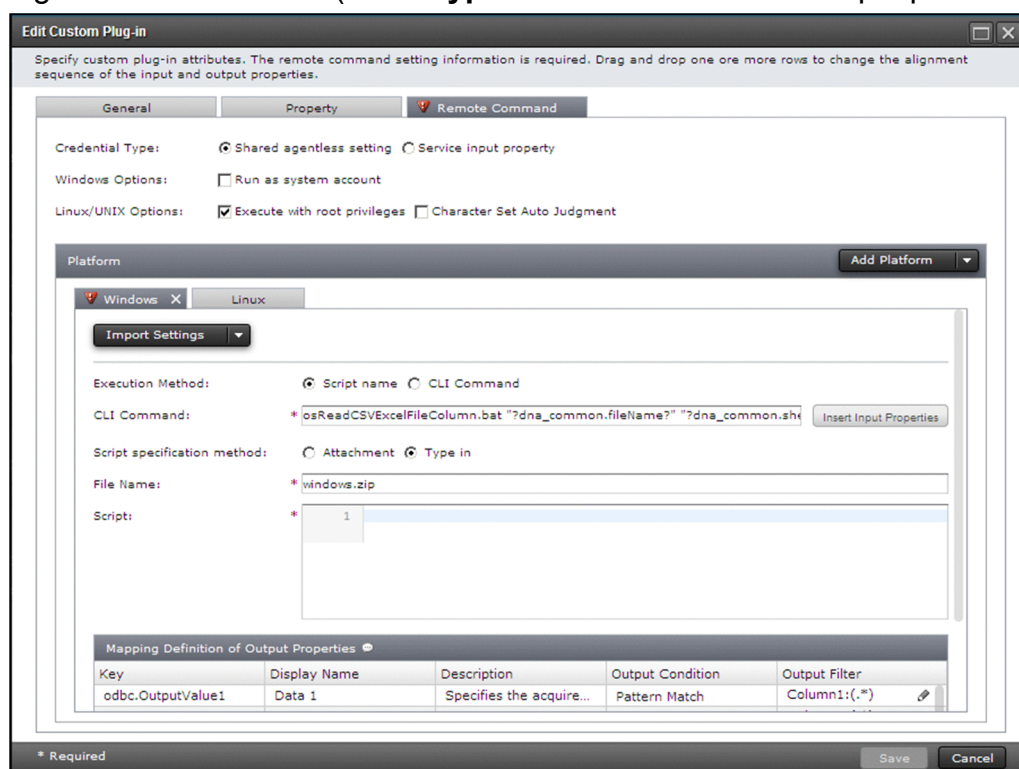 Edit Custom Plug-in
Specify custom plug-in attributes. The remote command setting information is required. Drag and drop one ore more rows to change the alignment
sequence of the input and output properties.
General Property Remote Command
Credential Type: Shared agentless setting Service input property
Windows Options: Run as system account
Linux/UNIX Options: Execute with root privileges Character Set Auto Judgment
Platform Add Platform
Windows X Linux
Import Settings
Execution Method: Script name CLI Command
CLI Command: * osReadCSVExcelFileColumn.bat "?dna_common.fileName?" "?dna_common.she Insert Input Properties
Script specification method: Attachment Type in
File Name: * windows.zip
Script: * 1
Mapping Definition of Output Properties
Key Display Name Description Output Condition Output Filter
odbc.OutputValue1 Data 1 Specifies the acquire... Pattern Match Column1:(.*)
* Required Save Cancel